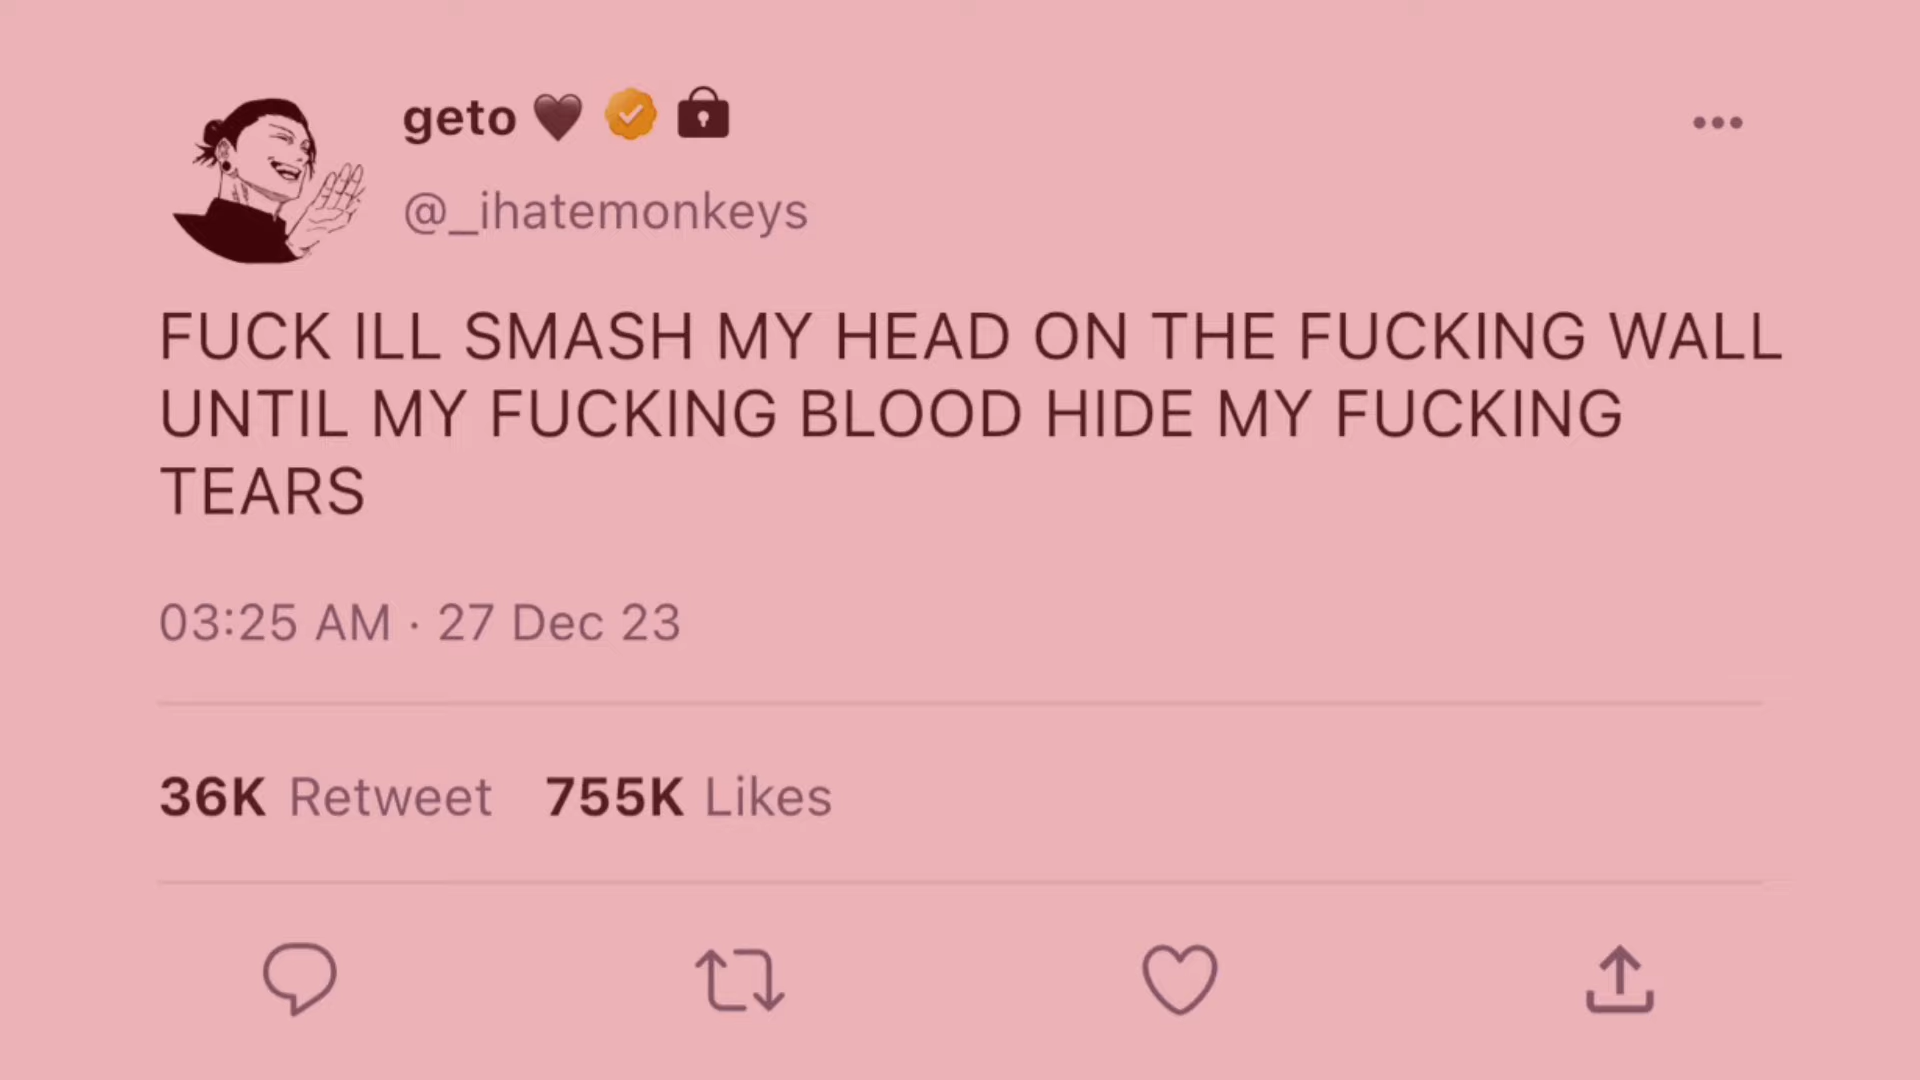 geto 🖤
@_ihatemonkeys
FUCK ILL SMASH MY HEAD ON THE FUCKING WALL
UNTIL MY FUCKING BLOOD HIDE MY FUCKING
TEARS
03:25 AM · 27 Dec 23
36K Retweet 755K Likes